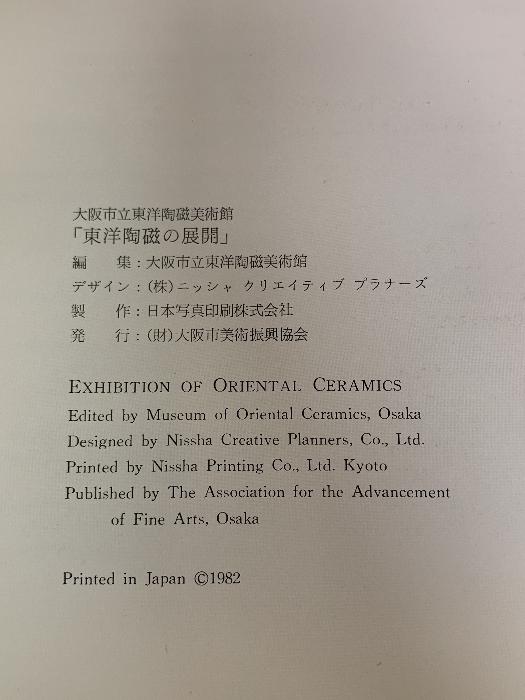 大阪市立東洋陶磁美術館
「東洋陶磁の展開」
編　　集：大阪市立東洋陶磁美術館
デザイン：(株)ニッシャ クリエイティブ プラナーズ
製　　作：日本写真印刷株式会社
発　　行：(財)大阪市美術振興協会
EXHIBITION OF ORIENTAL CERAMICS
Edited by Museum of Oriental Ceramics, Osaka
Designed by Nissha Creative Planners, Co., Ltd.
Printed by Nissha Printing Co., Ltd. Kyoto
Published by The Association for the Advancement
of Fine Arts, Osaka
Printed in Japan ©1982